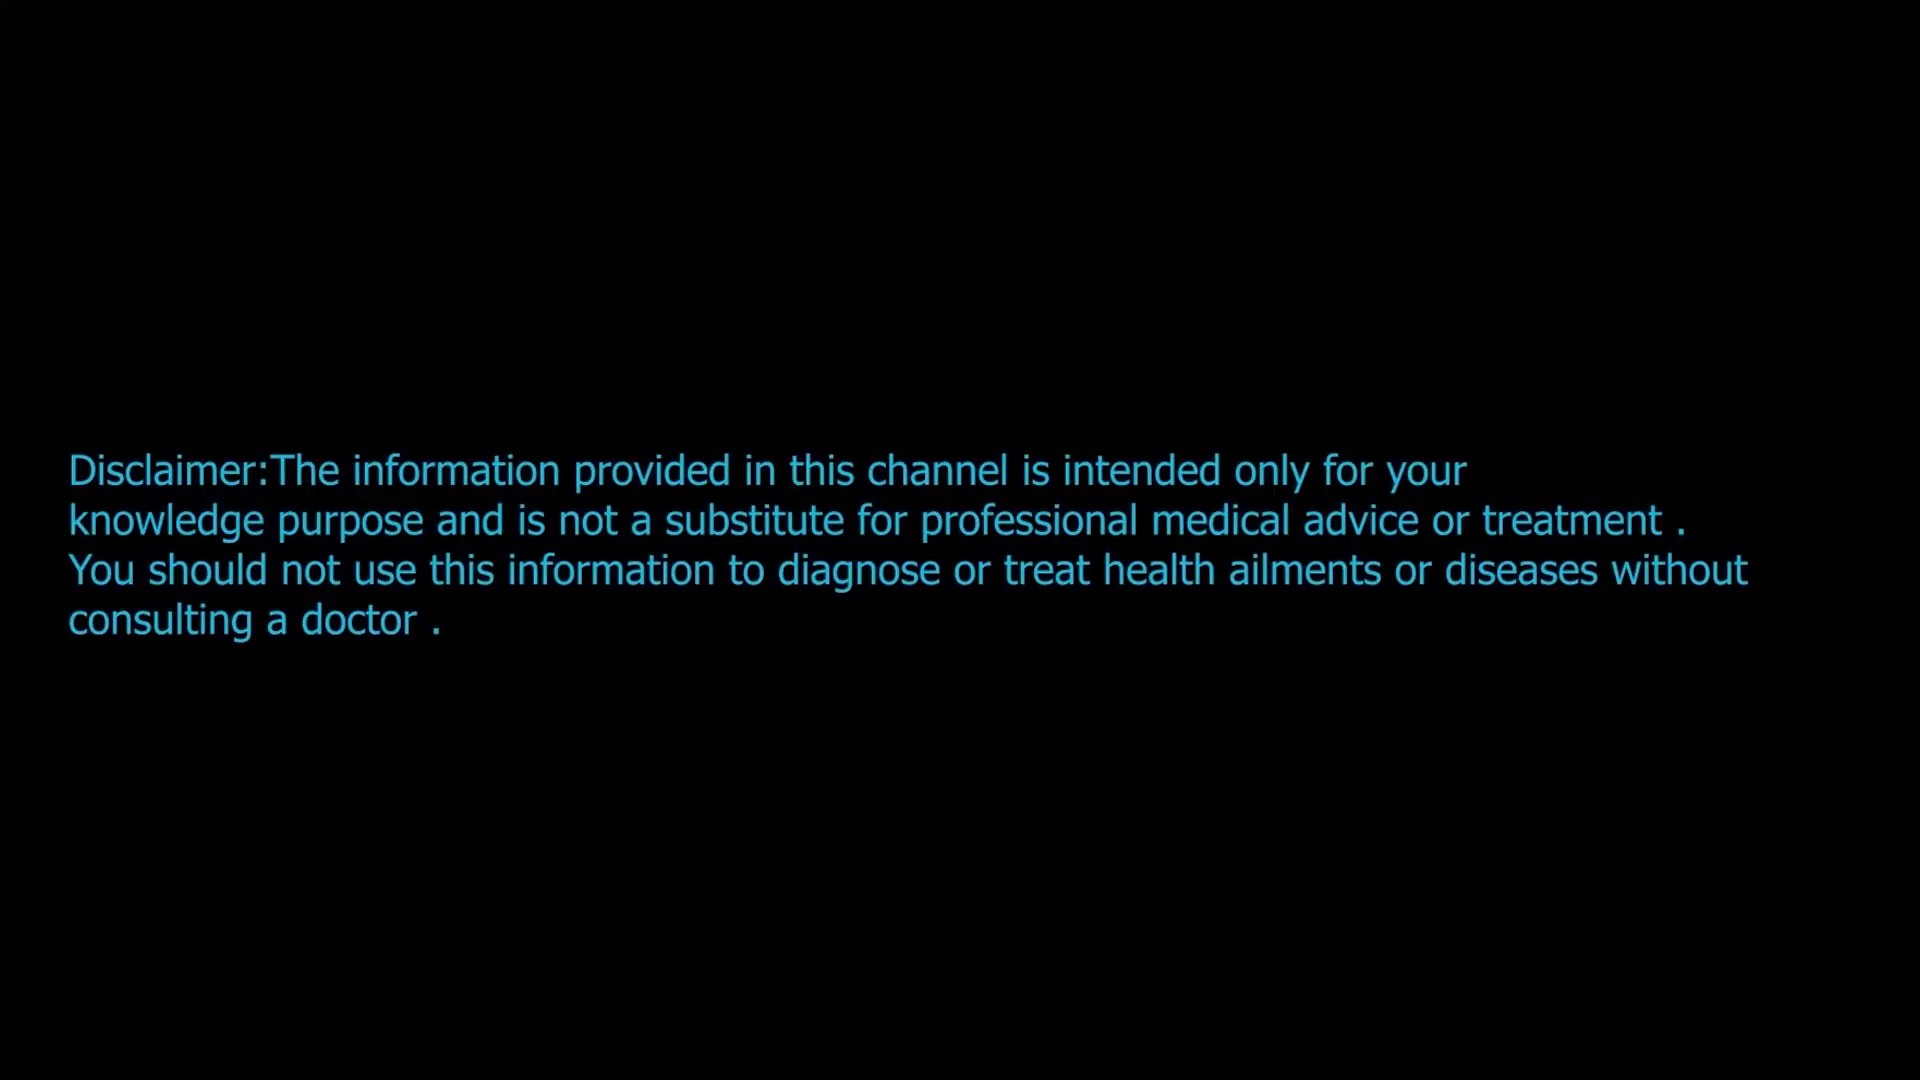 Disclaimer:The information provided in this channel is intended only for your
knowledge purpose and is not a substitute for professional medical advice or treatment .
You should not use this information to diagnose or treat health ailments or diseases without
consulting a doctor .